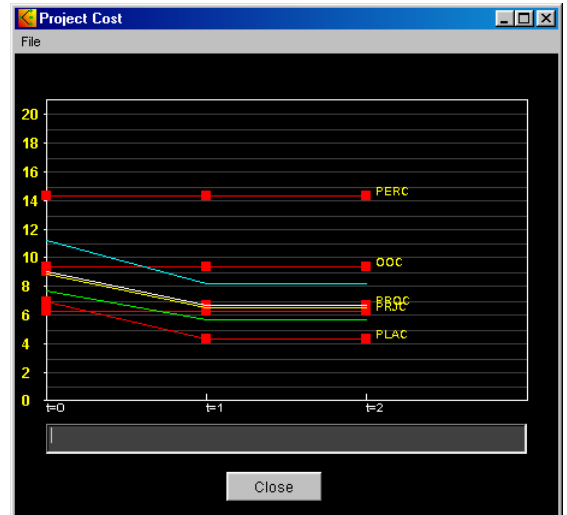 Project Cost
File
20
18
16
14
12
10
8
6
4
2
0
PERC
OOC
PROC
PRJC
PLAC
t=0
t=1
t=2
Close